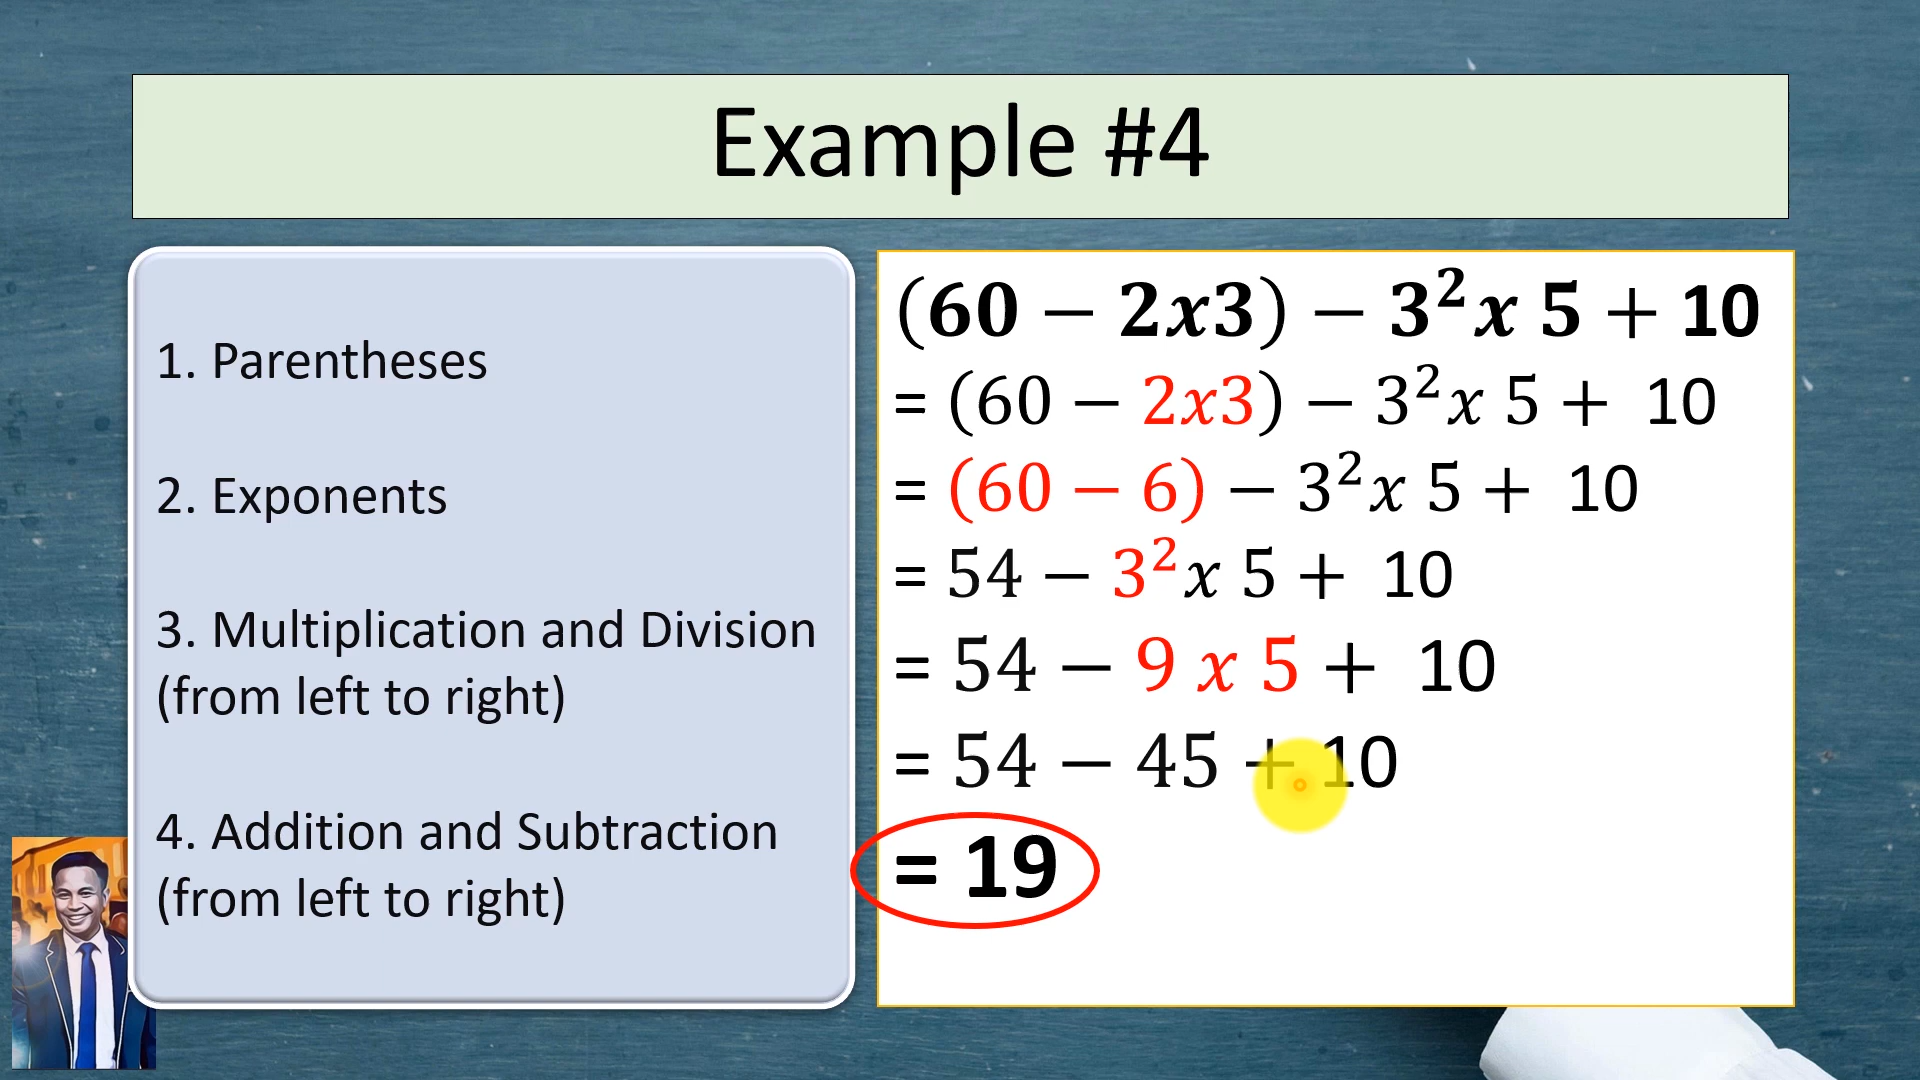 Example #4
1. Parentheses
2. Exponents
3. Multiplication and Division
(from left to right)
4. Addition and Subtraction
(from left to right)
(60 − 2x3) − 3²x 5 + 10
= (60 − 2x3) − 3²x 5 + 10
= (60 − 6) − 3²x 5 + 10
= 54 − 3²x 5 + 10
= 54 − 9 x 5 + 10
= 54 − 45 + 10
= 19